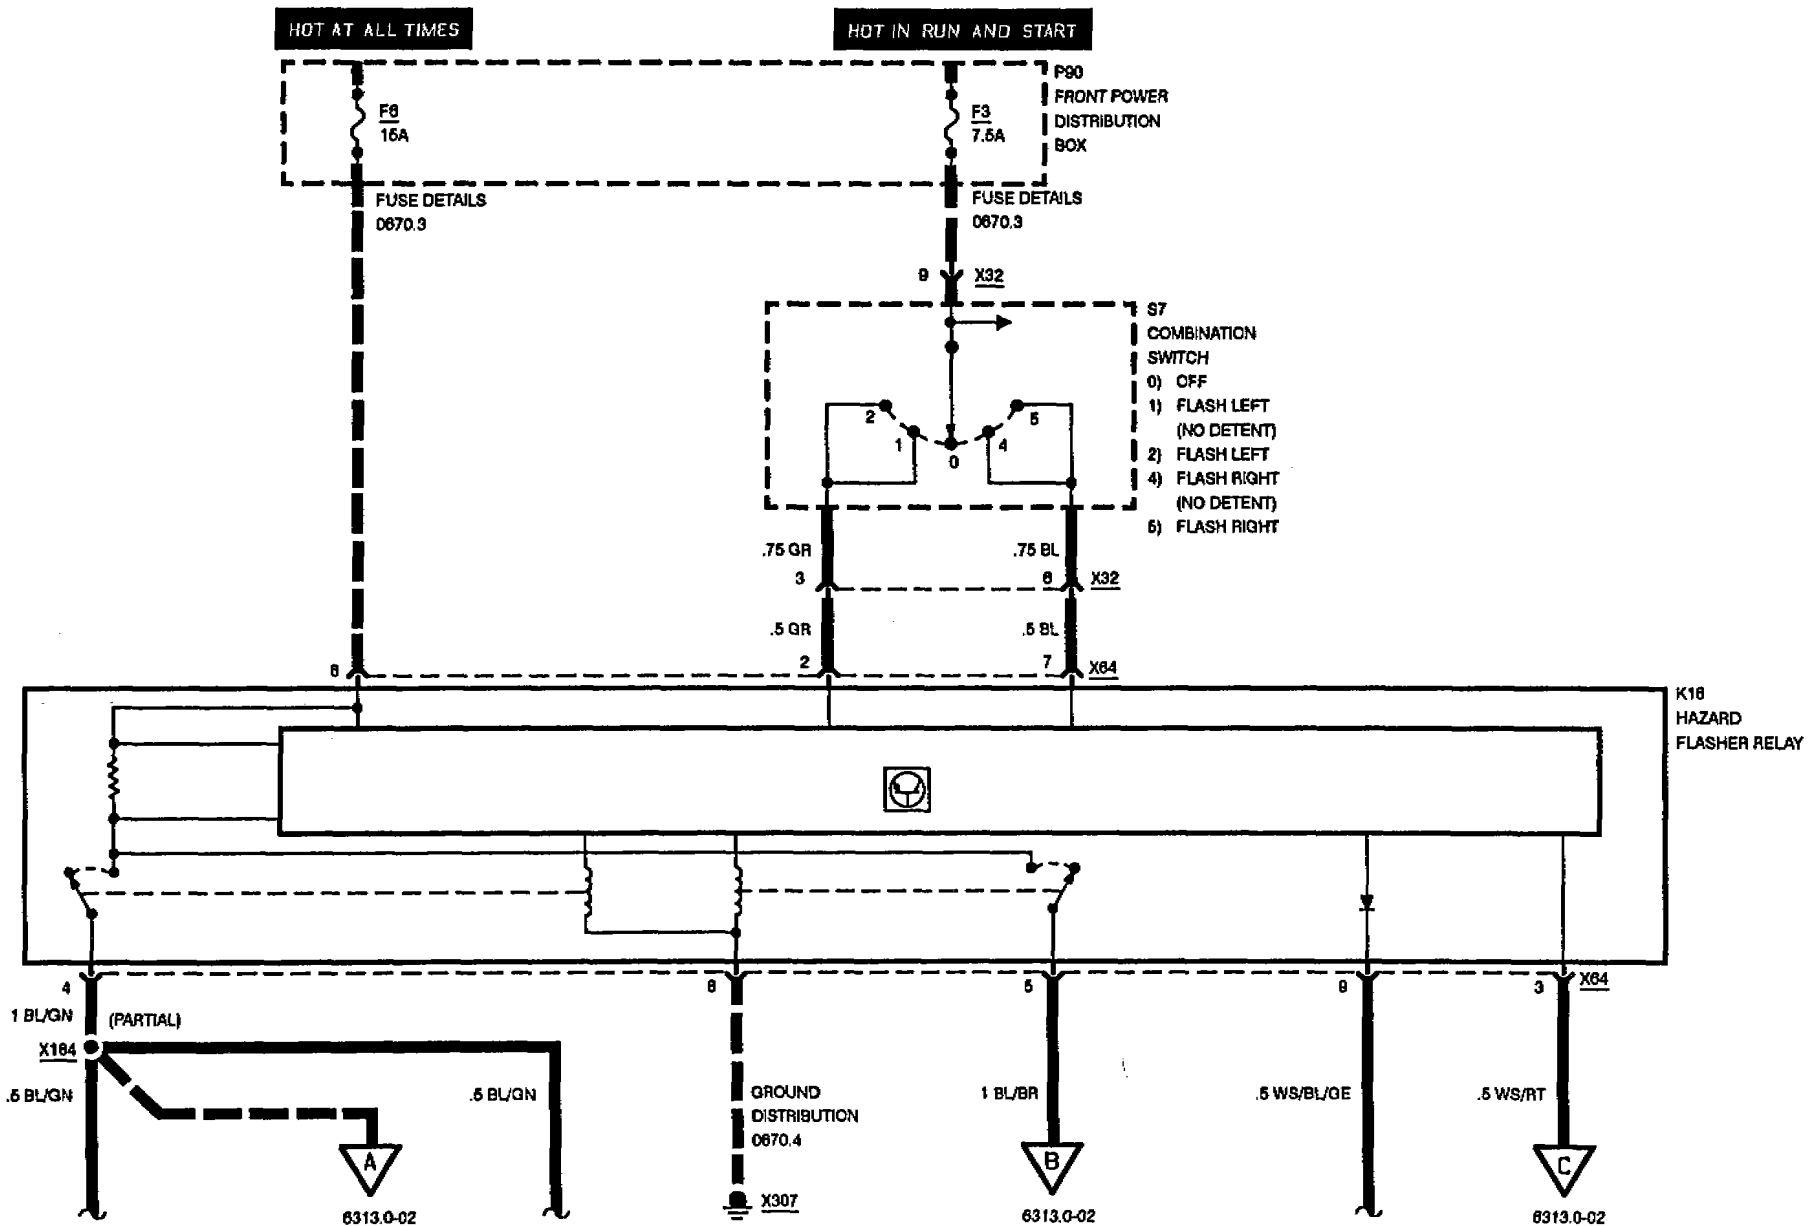 HOT AT ALL TIMES
HOT IN RUN AND START
P90
FRONT POWER
DISTRIBUTION
BOX
F6
15A
F3
7.5A
FUSE DETAILS
0670.3
FUSE DETAILS
0670.3
9
X32
S7
COMBINATION
SWITCH
0) OFF
1) FLASH LEFT
(NO DETENT)
2) FLASH LEFT
4) FLASH RIGHT
(NO DETENT)
5) FLASH RIGHT
2
1
0
4
5
.75 GR
.75 BL
3
6
X32
.5 GR
.5 BL
6
2
7
X64
K16
HAZARD
FLASHER RELAY
4
8
5
9
3
X64
1 BL/GN
(PARTIAL)
X184
.5 BL/GN
.5 BL/GN
GROUND
DISTRIBUTION
0670.4
1 BL/BR
.5 WS/BL/GE
.5 WS/RT
A
B
C
X307
6313.0-02
6313.0-02
6313.0-02